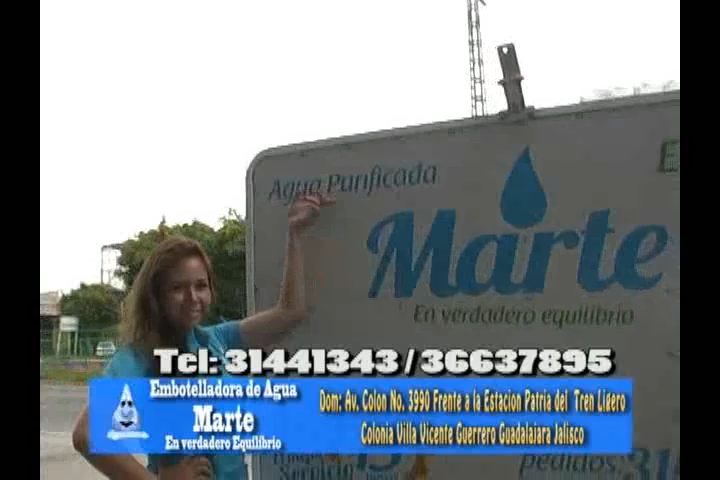 Agua Purificada
Marte
En verdadero equilibrio
Tel: 31441343/36637895
Embotelladora de Agua
Marte
En verdadero Equilibrio
Dom: Av. Colon No. 3990 Frente a la Estacion Patria del Tren Ligero
Colonia Villa Vicente Guerrero Guadalajara Jalisco
Servicio
pedidos: